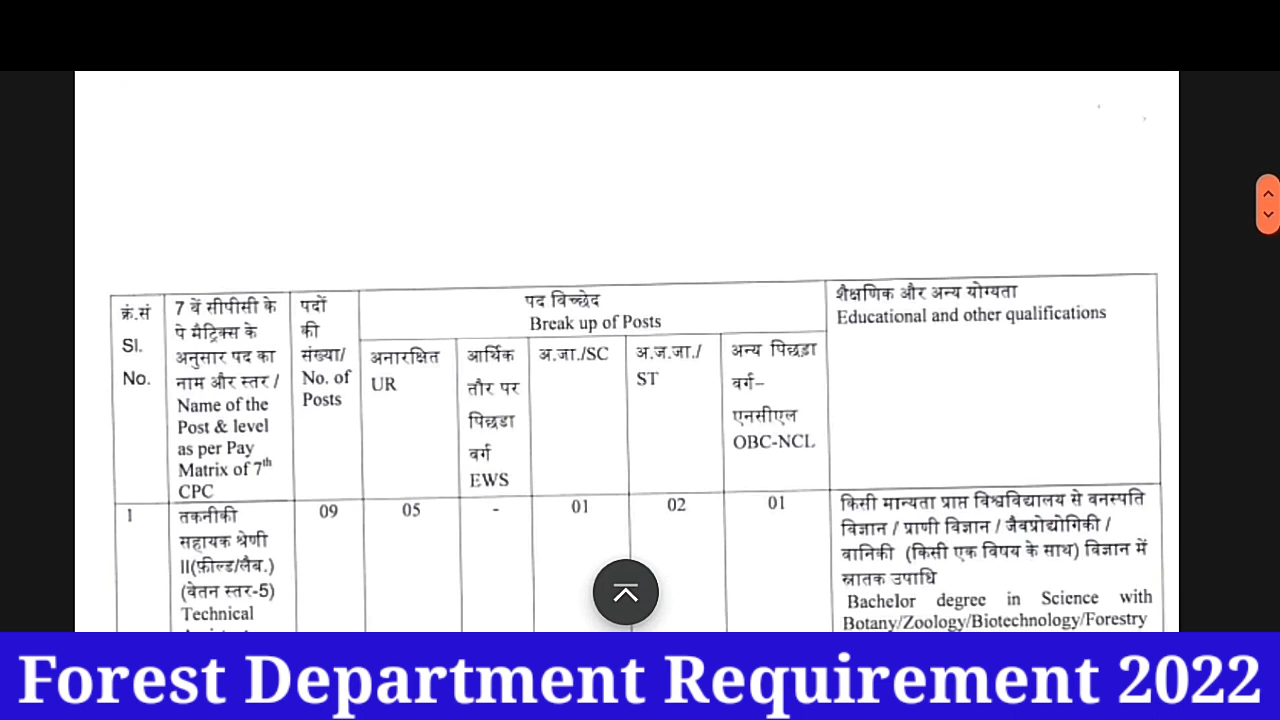 क्रं.सं
Sl.
No.
7 वें सीपीसी के
पे मैट्रिक्स के
अनुसार पद का
नाम और स्तर /
Name of the
Post & level
as per Pay
Matrix of 7th
CPC
पदों
की
संख्या/
No. of
Posts
पद विच्छेद
Break up of Posts
अनारक्षित
UR
आर्थिक
तौर पर
पिछडा
वर्ग
EWS
अ.जा./SC
अ.ज.जा./
ST
अन्य पिछड़ा
वर्ग–
एनसीएल
OBC-NCL
शैक्षणिक और अन्य योग्यता
Educational and other qualifications
1
तकनीकी
सहायक श्रेणी
II(फ़ील्ड/लैब.)
(वेतन स्तर-5)
Technical
09
05
-
01
02
01
किसी मान्यता प्राप्त विश्वविद्यालय से वनस्पति
विज्ञान / प्राणी विज्ञान / जैवप्रोद्योगिकी /
वानिकी (किसी एक विषय के साथ) विज्ञान में
स्नातक उपाधि
Bachelor degree in Science with
Botany/Zoology/Biotechnology/Forestry
Forest Department Requirement 2022